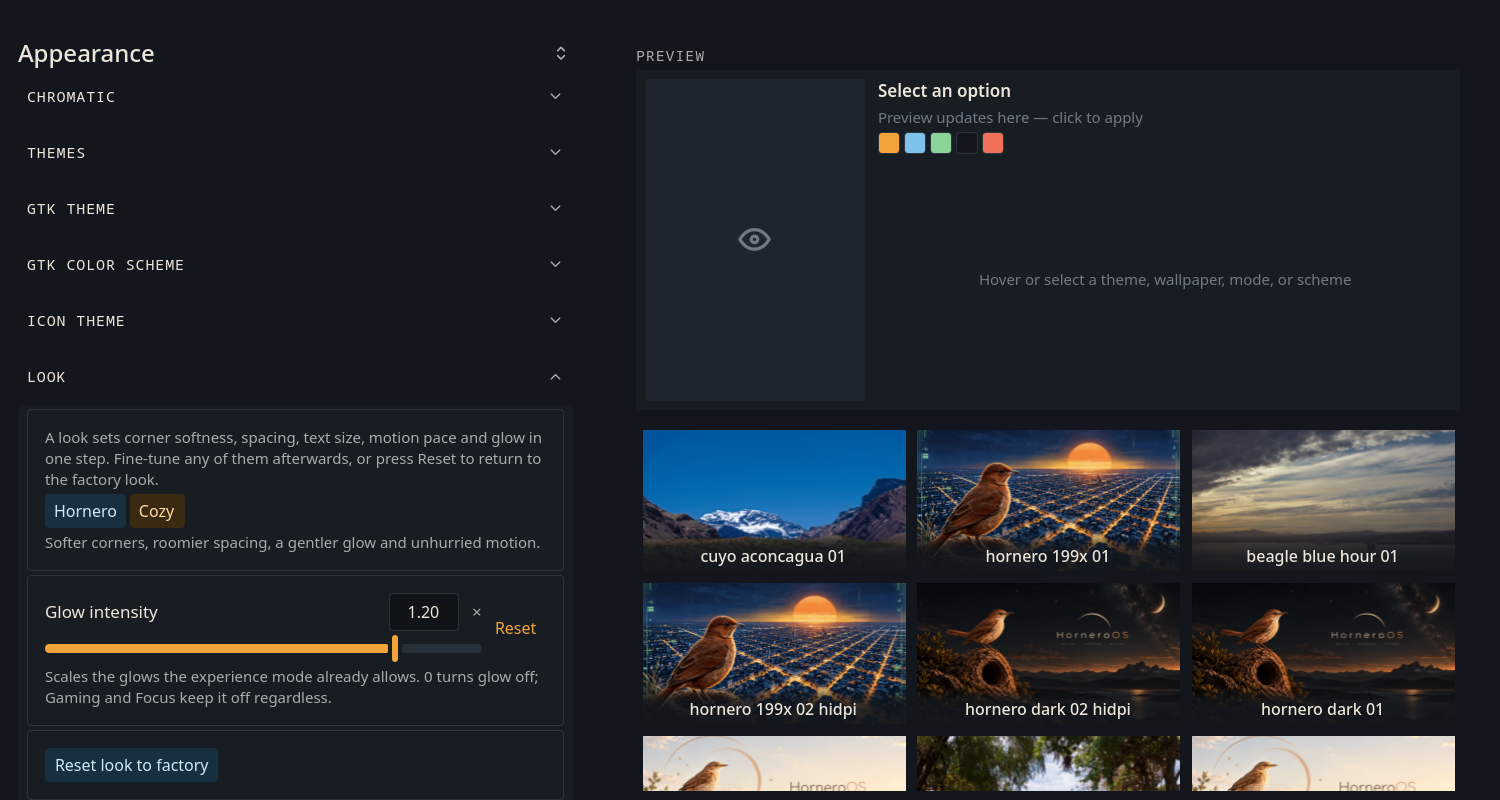 Appearance
CHROMATIC
THEMES
GTK THEME
GTK COLOR SCHEME
ICON THEME
LOOK
A look sets corner softness, spacing, text size, motion pace and glow in
one step. Fine-tune any of them afterwards, or press Reset to return to
the factory look.
Hornero Cozy
Softer corners, roomier spacing, a gentler glow and unhurried motion.
Glow intensity 1.20 ×
Reset
Scales the glows the experience mode already allows. 0 turns glow off;
Gaming and Focus keep it off regardless.
Reset look to factory
PREVIEW
Select an option
Preview updates here — click to apply
Hover or select a theme, wallpaper, mode, or scheme
cuyo aconcagua 01
hornero 199x 01
beagle blue hour 01
hornero 199x 02 hidpi
HorneroOS
hornero dark 02 hidpi
HorneroOS
hornero dark 01
HorneroOS
HorneroOS